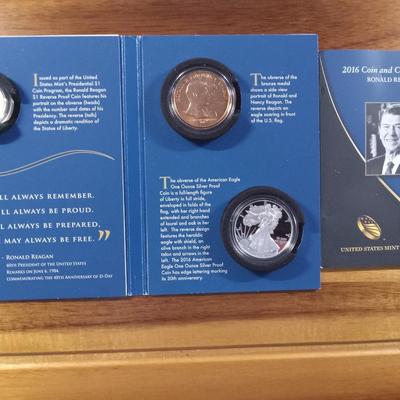 Issued as part of the United
States Mint's Presidential $1
Coin Program, the Ronald Reagan
$1 Reverse Proof Coin features his
portrait on the obverse (heads)
with the number and dates of his
Presidency. The reverse (tails)
depicts a dramatic rendition of
the Statue of Liberty.
LL ALWAYS REMEMBER.
LL ALWAYS BE PROUD.
LL ALWAYS BE PREPARED,
MAY ALWAYS BE FREE. ”
- RONALD REAGAN
40TH PRESIDENT OF THE UNITED STATES
REMARKS ON JUNE 6, 1984,
COMMEMORATING THE 40TH ANNIVERSARY OF D-DAY
The obverse of the
bronze medal
shows a side view
portrait of Ronald and
Nancy Reagan. The
reverse depicts an
eagle soaring in front
of the U.S. flag.
The obverse of the American Eagle
One Ounce Silver Proof
Coin is a full-length figure
of Liberty in full stride,
enveloped in folds of the
flag, with her right hand
extended and branches
of laurel and oak in her
left. The reverse design
features the heraldic
eagle with shield, an
olive branch in the right
talon and arrows in the
left. The 2016 American
Eagle One Ounce Silver Proof
Coin has edge lettering marking
its 30th anniversary.
2016 Coin and C
RONALD RE
UNITED STATES MINT